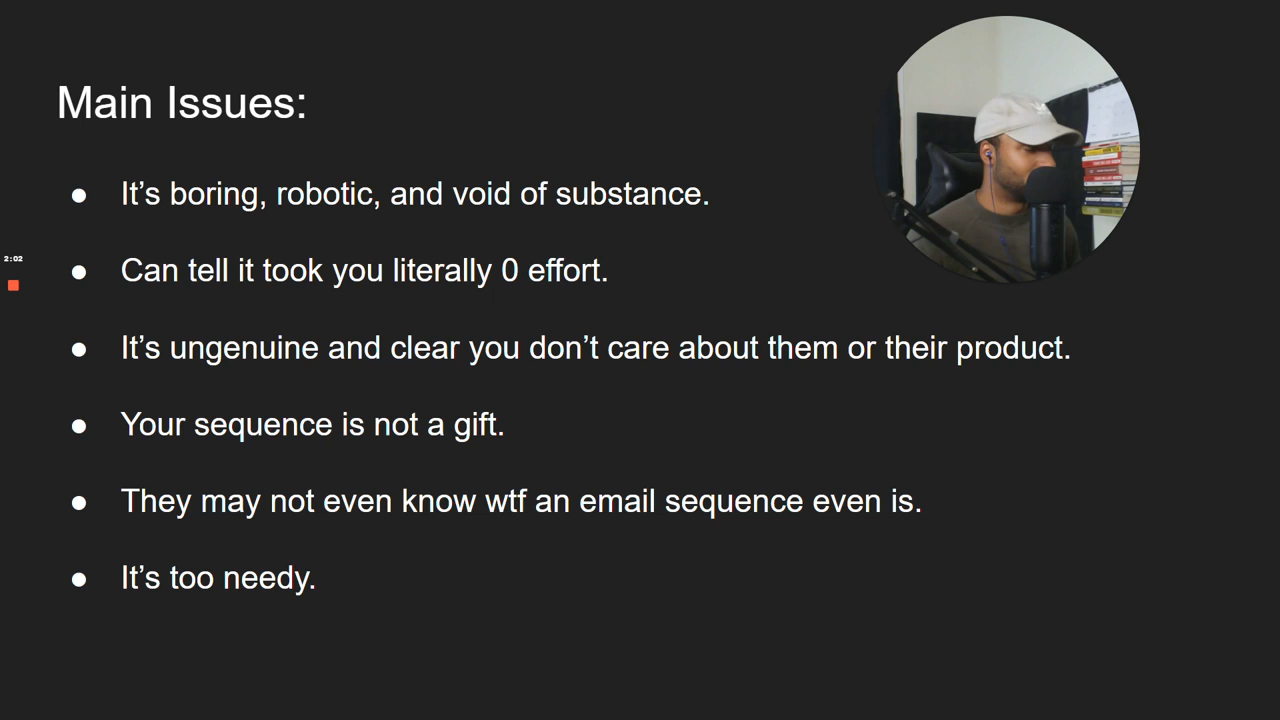 Main Issues:
● It’s boring, robotic, and void of substance.
● Can tell it took you literally 0 effort.
● It’s ungenuine and clear you don’t care about them or their product.
● Your sequence is not a gift.
● They may not even know wtf an email sequence even is.
● It’s too needy.
2:02